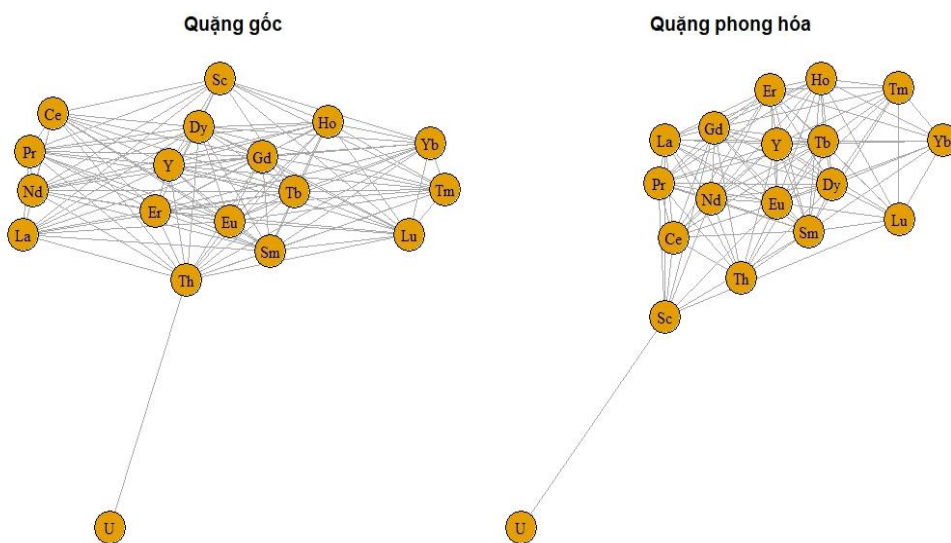 Quặng gốc
Sc
Ce
Dy
Ho
Pr
Yb
Y
Gd
Nd
Tb
Tm
Er
Eu
La
Lu
Sm
Th
U
Quặng phong hóa
Ho
Er
Tm
Gd
La
Y
Tb
Yb
Pr
Dy
Nd
Eu
Lu
Ce
Sm
Th
Sc
U